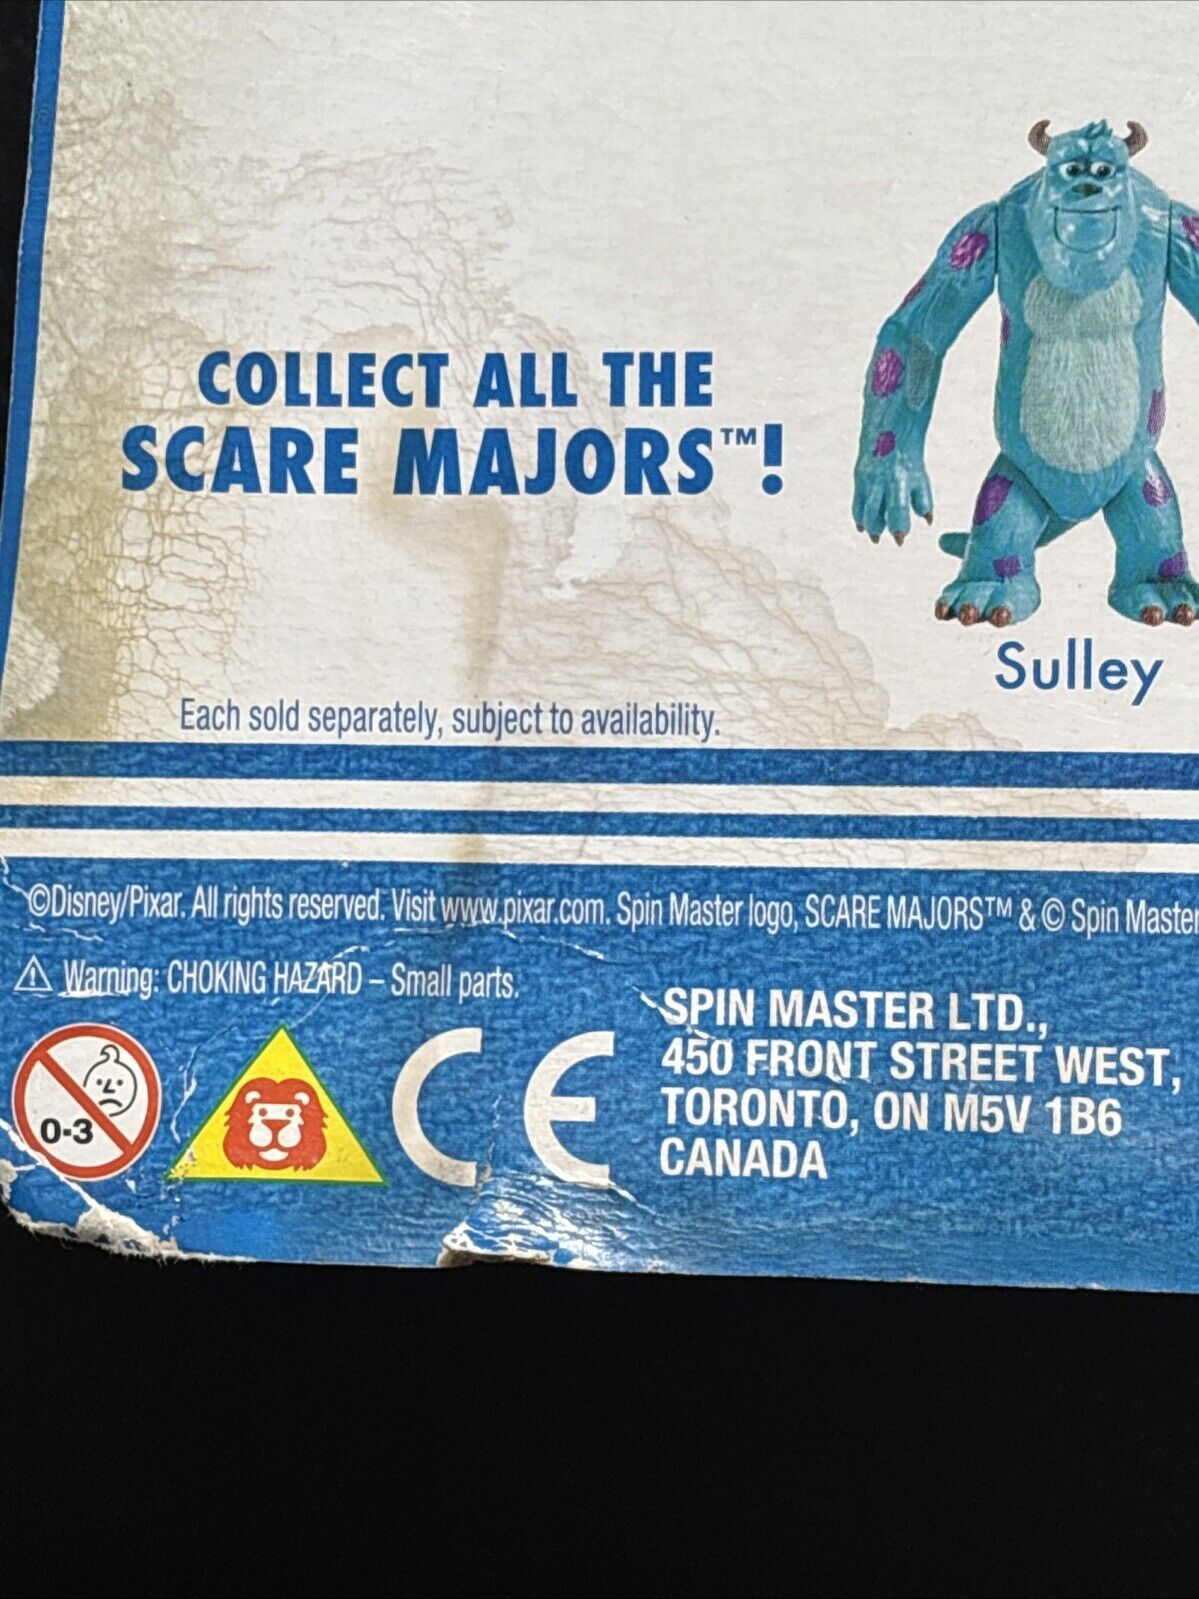 COLLECT ALL THE
SCARE MAJORS™!
Sulley
Each sold separately, subject to availability.
©Disney/Pixar. All rights reserved. Visit www.pixar.com. Spin Master logo, SCARE MAJORS™ & © Spin Master
⚠ Warning: CHOKING HAZARD – Small parts.
0-3
CE
SPIN MASTER LTD.,
450 FRONT STREET WEST,
TORONTO, ON M5V 1B6
CANADA